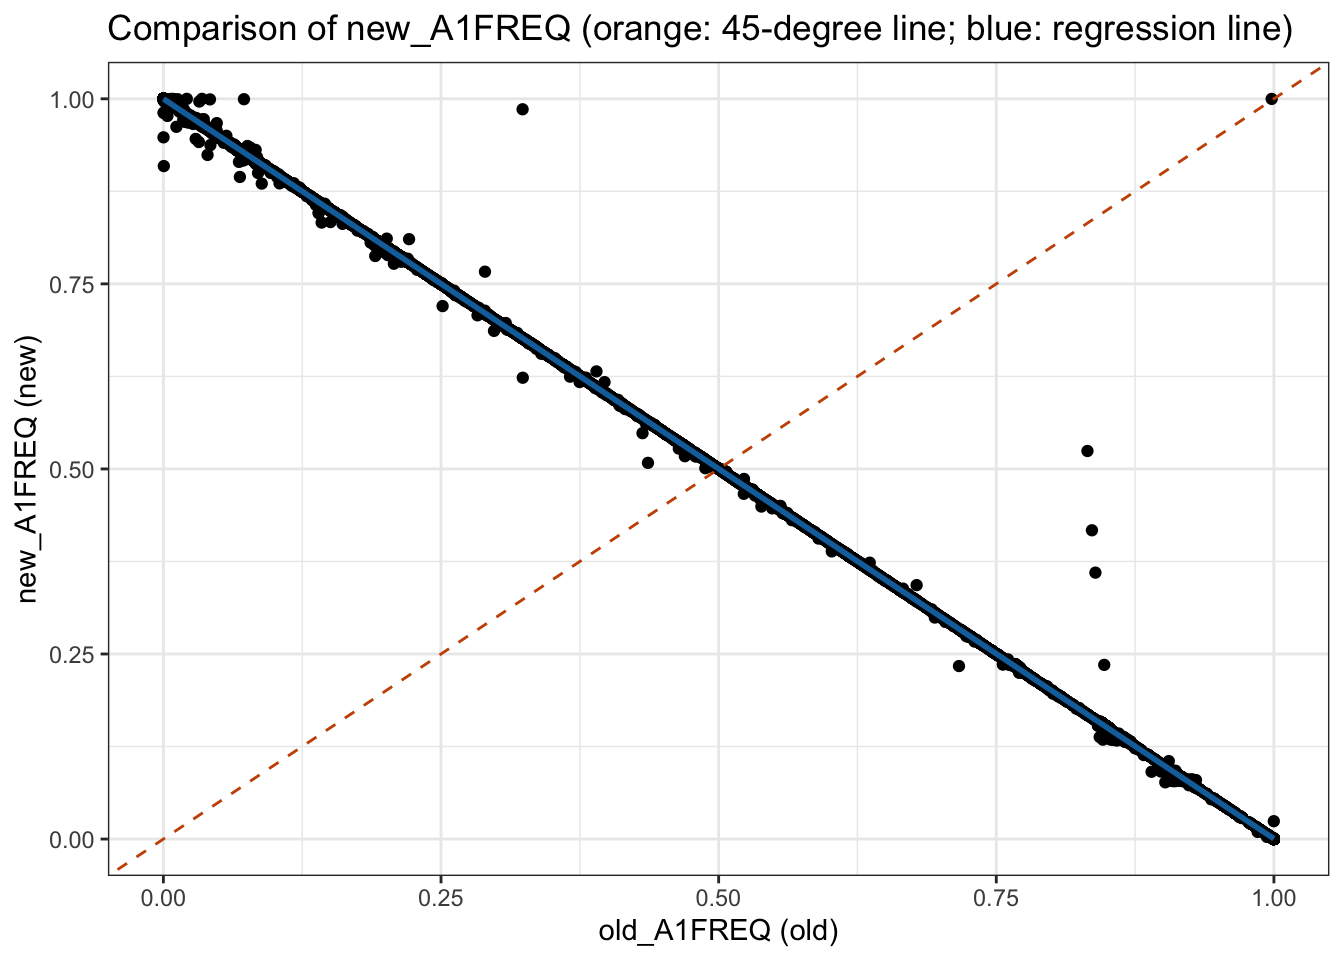 Comparison of new_A1FREQ (orange: 45-degree line; blue: regression line)
1.00
0.75
0.50
0.25
0.00
new_A1FREQ (new)
0.00 0.25 0.50 0.75 1.00
old_A1FREQ (old)